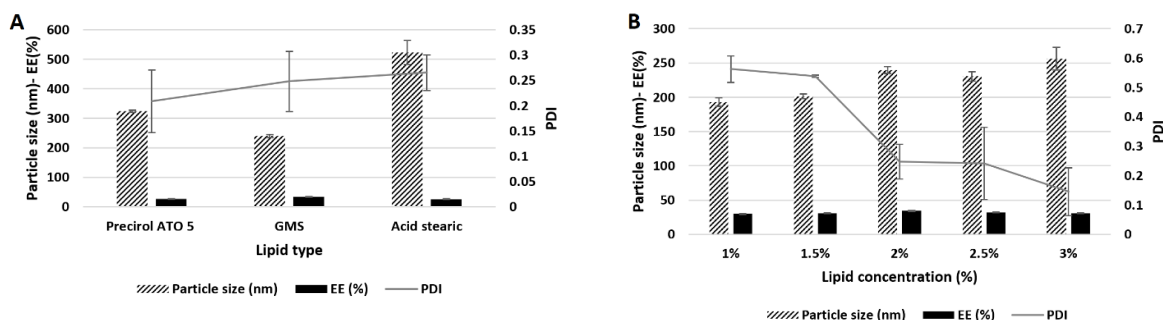 A
600
500
400
300
200
100
0
Particle size (nm)- EE(%)
0.35
0.3
0.25
0.2
0.15
0.1
0.05
0
PDI
Precirol ATO 5 GMS Acid stearic
Lipid type
Particle size (nm) EE (%) PDI
B
300
250
200
150
100
50
0
Particle size (nm)- EE(%)
0.7
0.6
0.5
0.4
0.3
0.2
0.1
0
PDI
1% 1.5% 2% 2.5% 3%
Lipid concentration (%)
Particle size (nm) EE (%) PDI